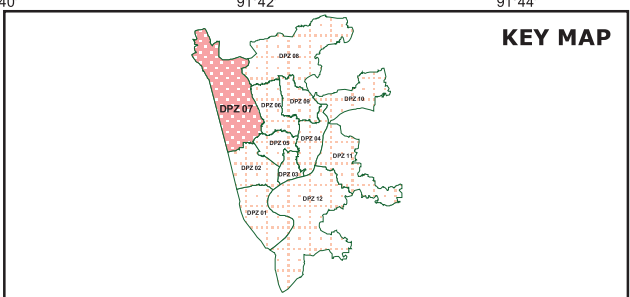 40
91°42
91°44
KEY MAP
DPZ 08
DPZ 10
DPZ 06
DPZ 09
DPZ 07
DPZ 04
DPZ 05
DPZ 11
DPZ 02
DPZ 03
DPZ 12
DPZ 01